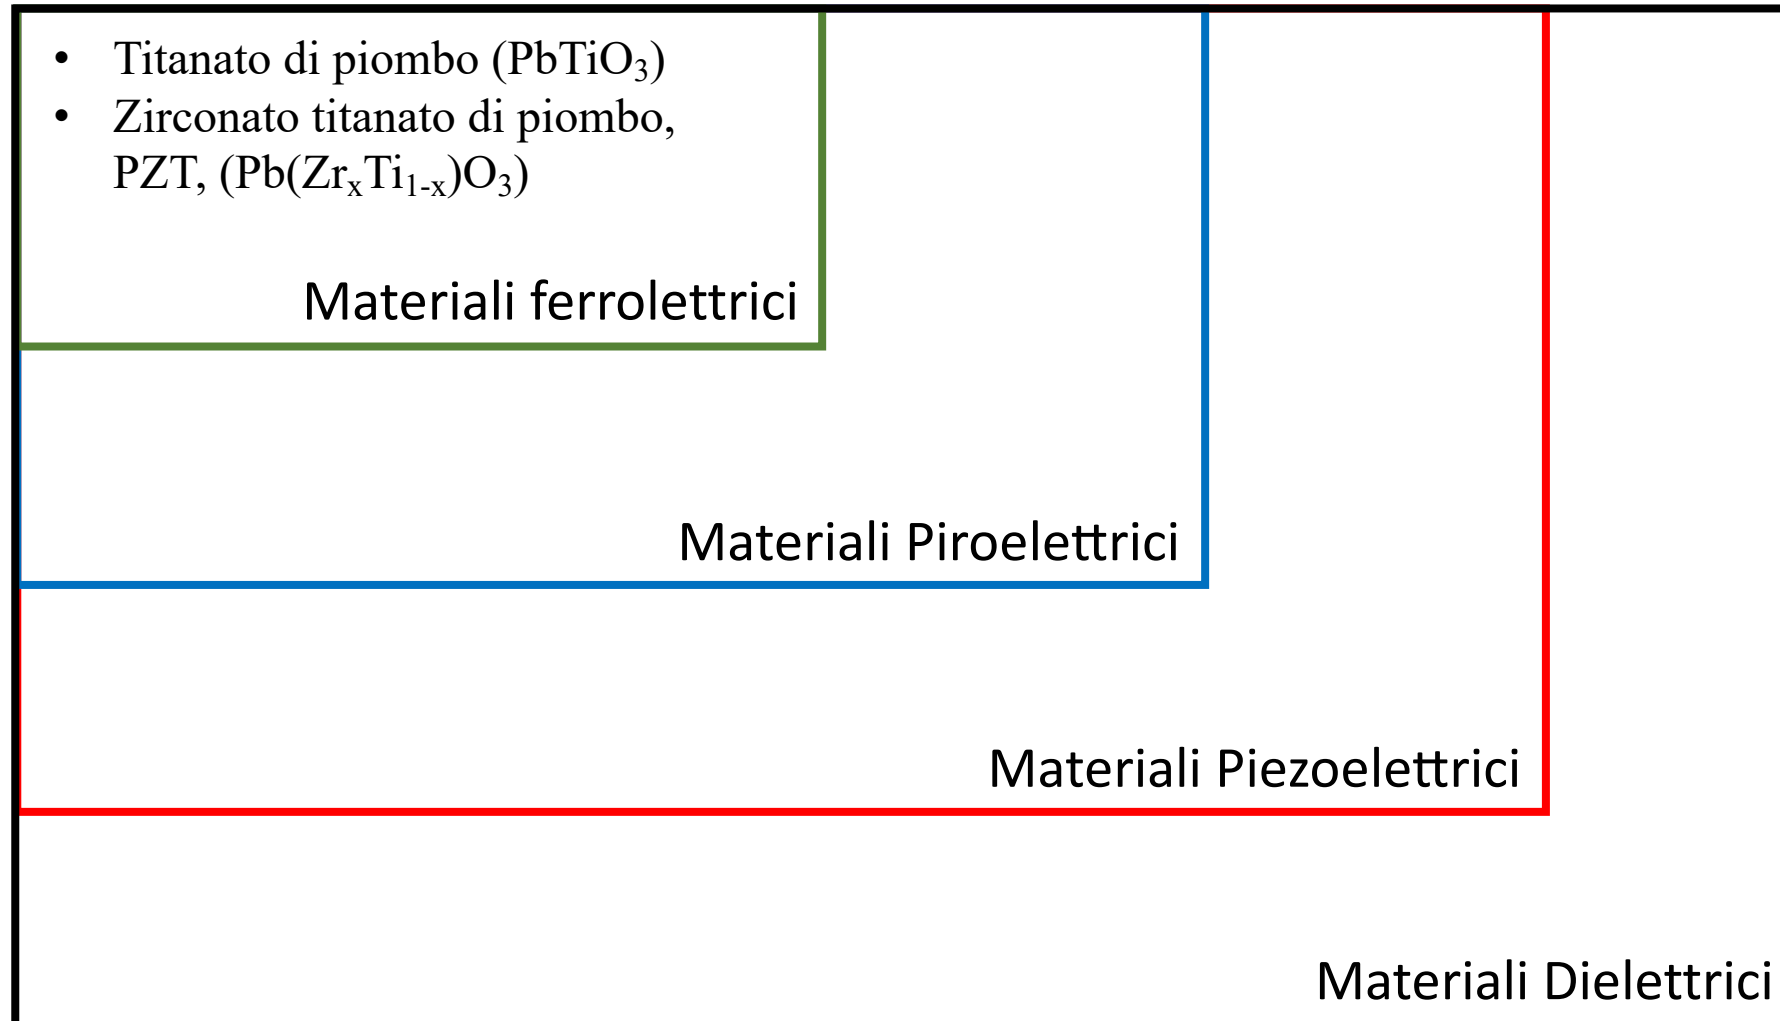 • Titanato di piombo (PbTiO₃)
• Zirconato titanato di piombo,
PZT, (Pb(ZrₓTi₁₋ₓ)O₃)
Materiali ferrolettrici
Materiali Piroelettrici
Materiali Piezoelettrici
Materiali Dielettrici